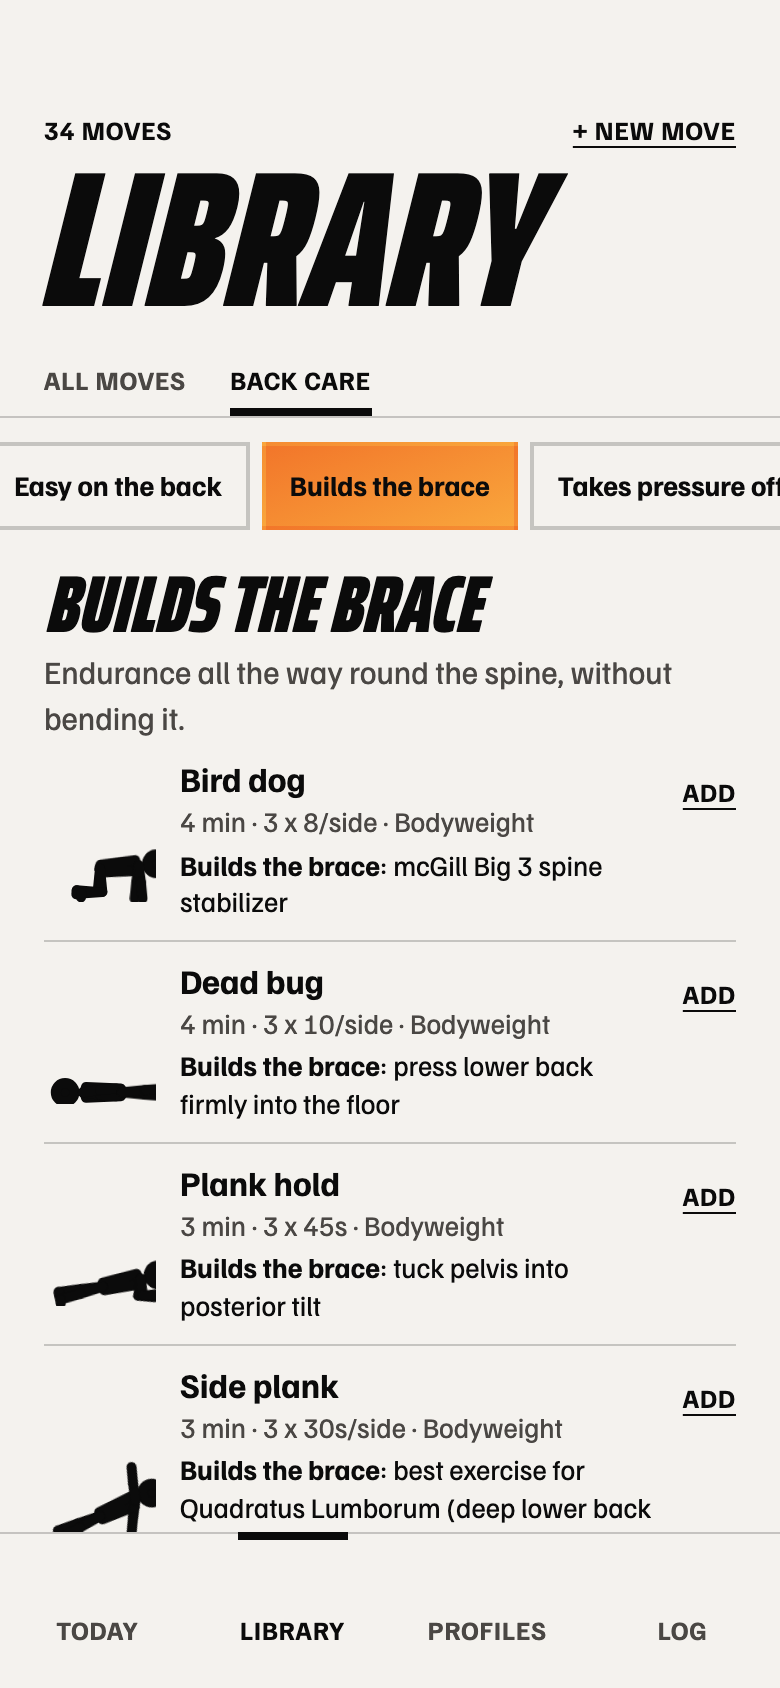 34 MOVES
+ NEW MOVE
LIBRARY
ALL MOVES
BACK CARE
Easy on the back
Builds the brace
Takes pressure off
BUILDS THE BRACE
Endurance all the way round the spine, without
bending it.
Bird dog
ADD
4 min · 3 x 8/side · Bodyweight
Builds the brace: mcGill Big 3 spine
stabilizer
Dead bug
ADD
4 min · 3 x 10/side · Bodyweight
Builds the brace: press lower back
firmly into the floor
Plank hold
ADD
3 min · 3 x 45s · Bodyweight
Builds the brace: tuck pelvis into
posterior tilt
Side plank
ADD
3 min · 3 x 30s/side · Bodyweight
Builds the brace: best exercise for
Quadratus Lumborum (deep lower back
TODAY
LIBRARY
PROFILES
LOG